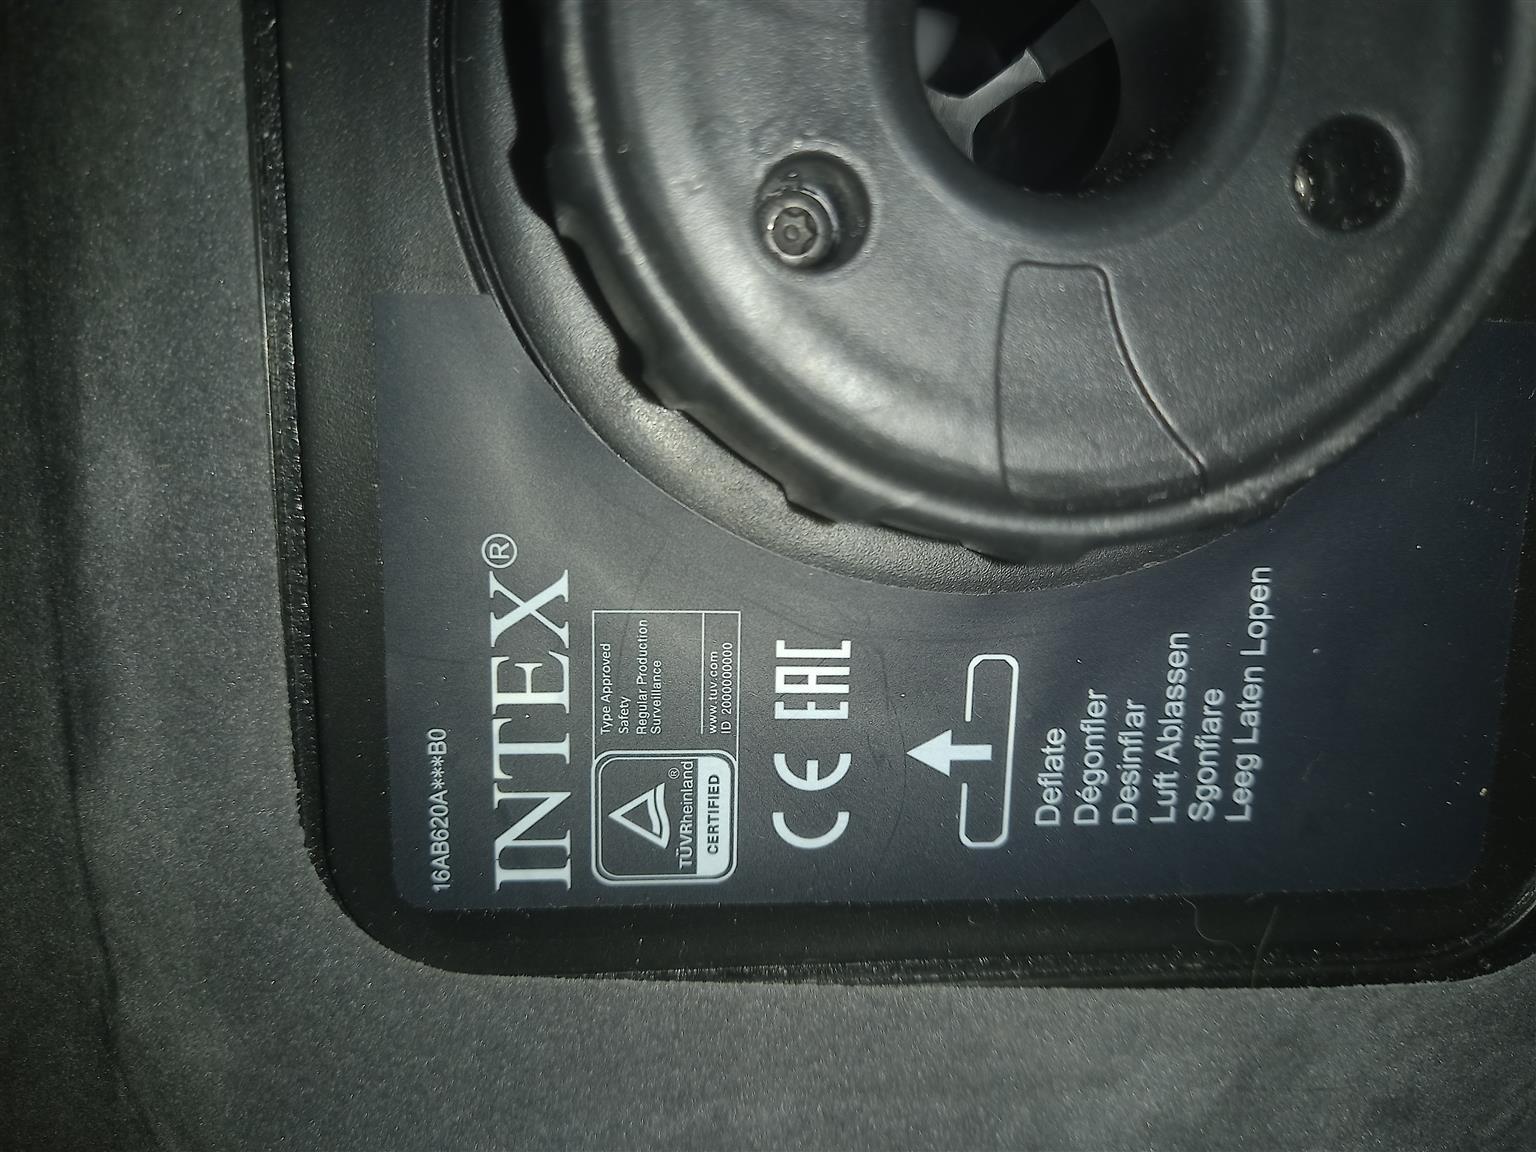 16AB620A***B0
INTEX®
TÜVRheinland®
CERTIFIED
Type Approved
Safety
Regular Production
Surveillance
www.tuv.com
ID 2000000000
CE EAC
Deflate
Dégonfler
Desinflar
Luft Ablassen
Sgonfiare
Leeg Laten Lopen